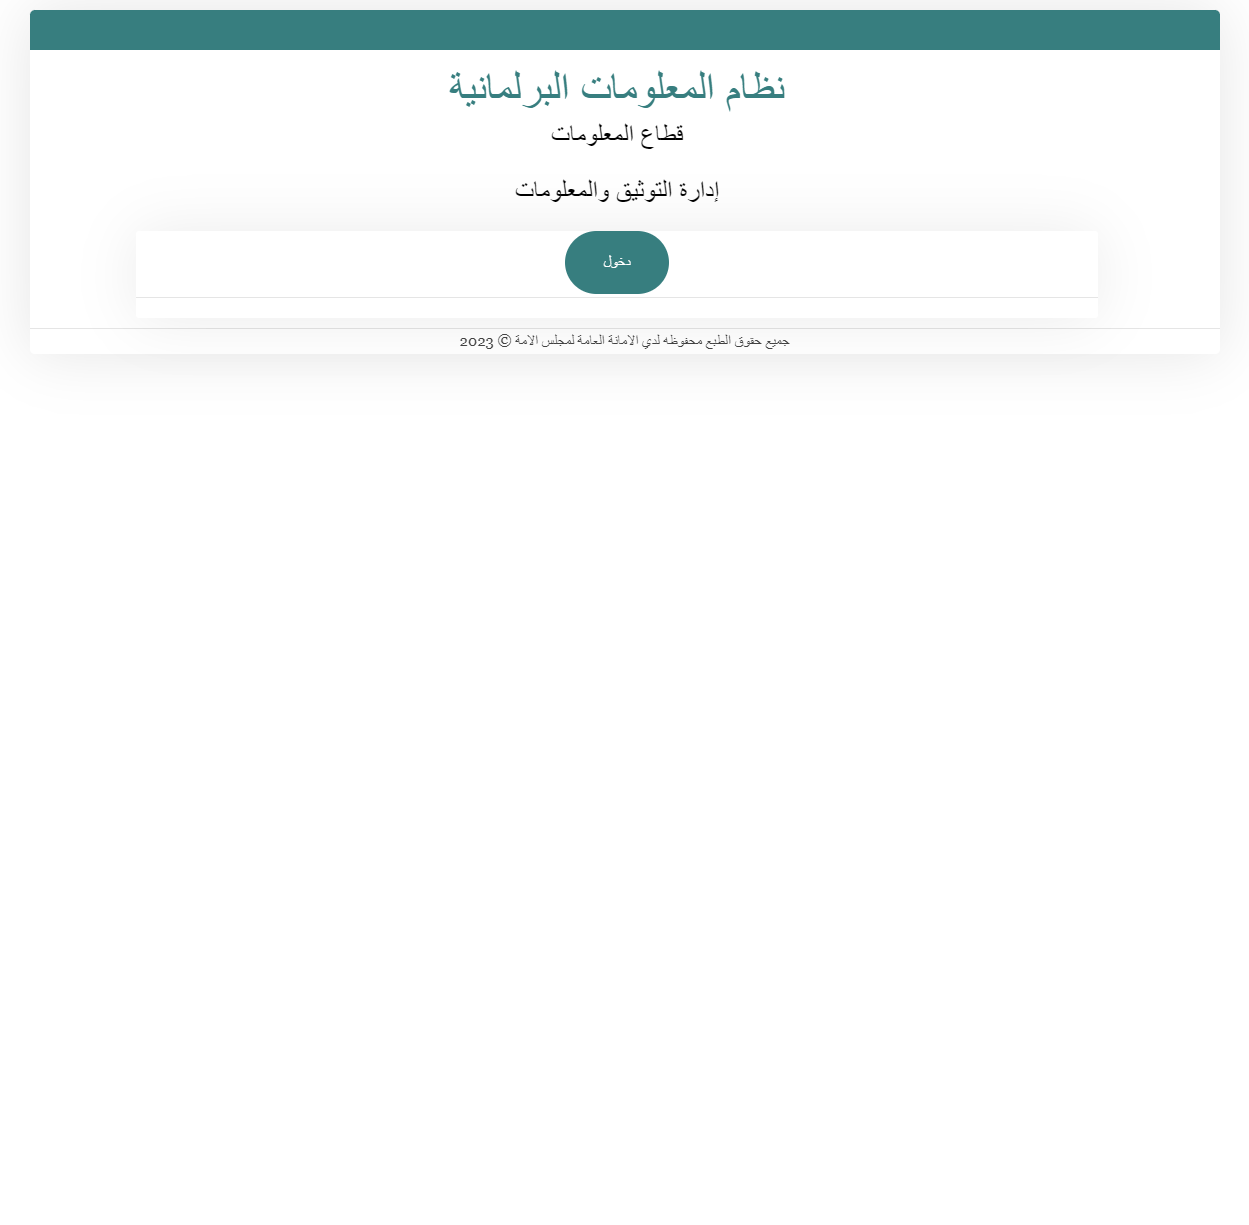 نظام المعلومات البرلمانية
قطاع المعلومات
إدارة التوثيق والمعلومات
دخول
جميع حقوق الطبع محفوظه لدي الامانة العامة لمجلس الامة © 2023